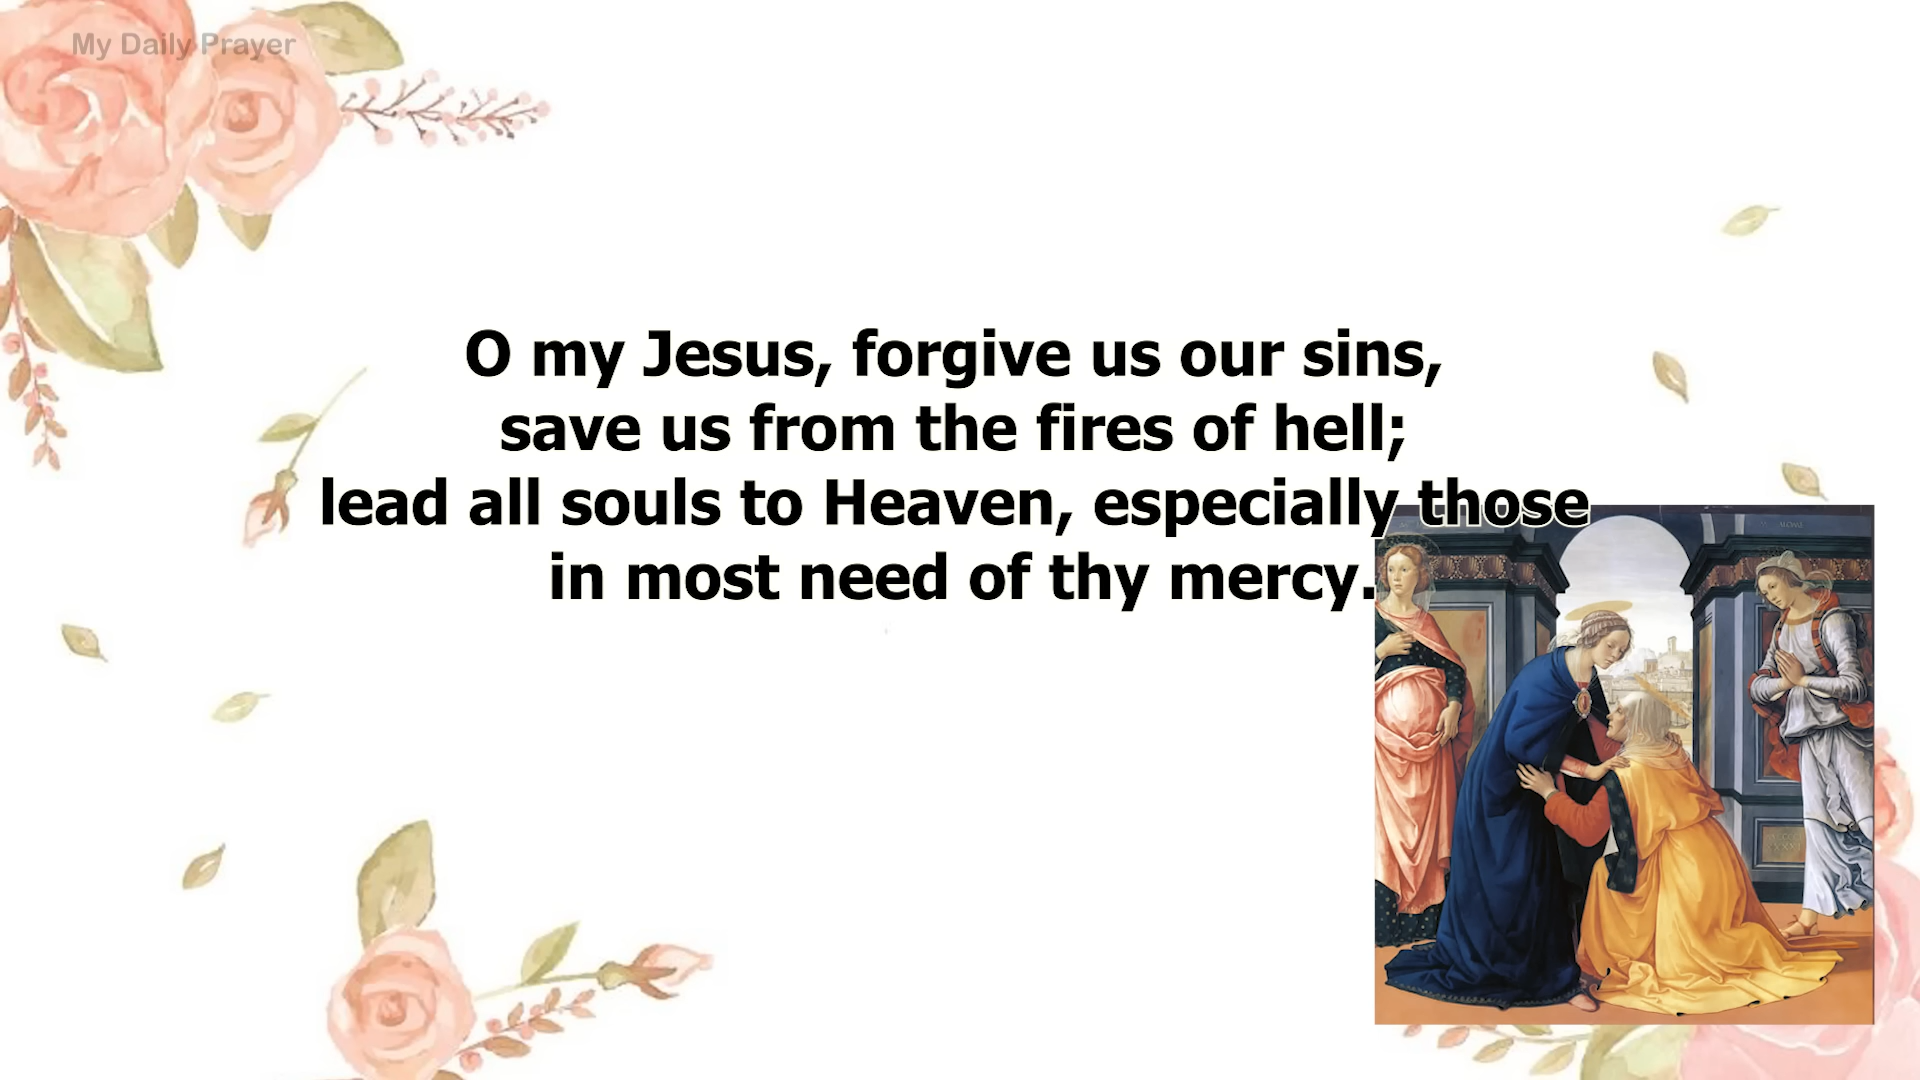 My Daily Prayer
O my Jesus, forgive us our sins,
save us from the fires of hell;
lead all souls to Heaven, especially those
in most need of thy mercy.